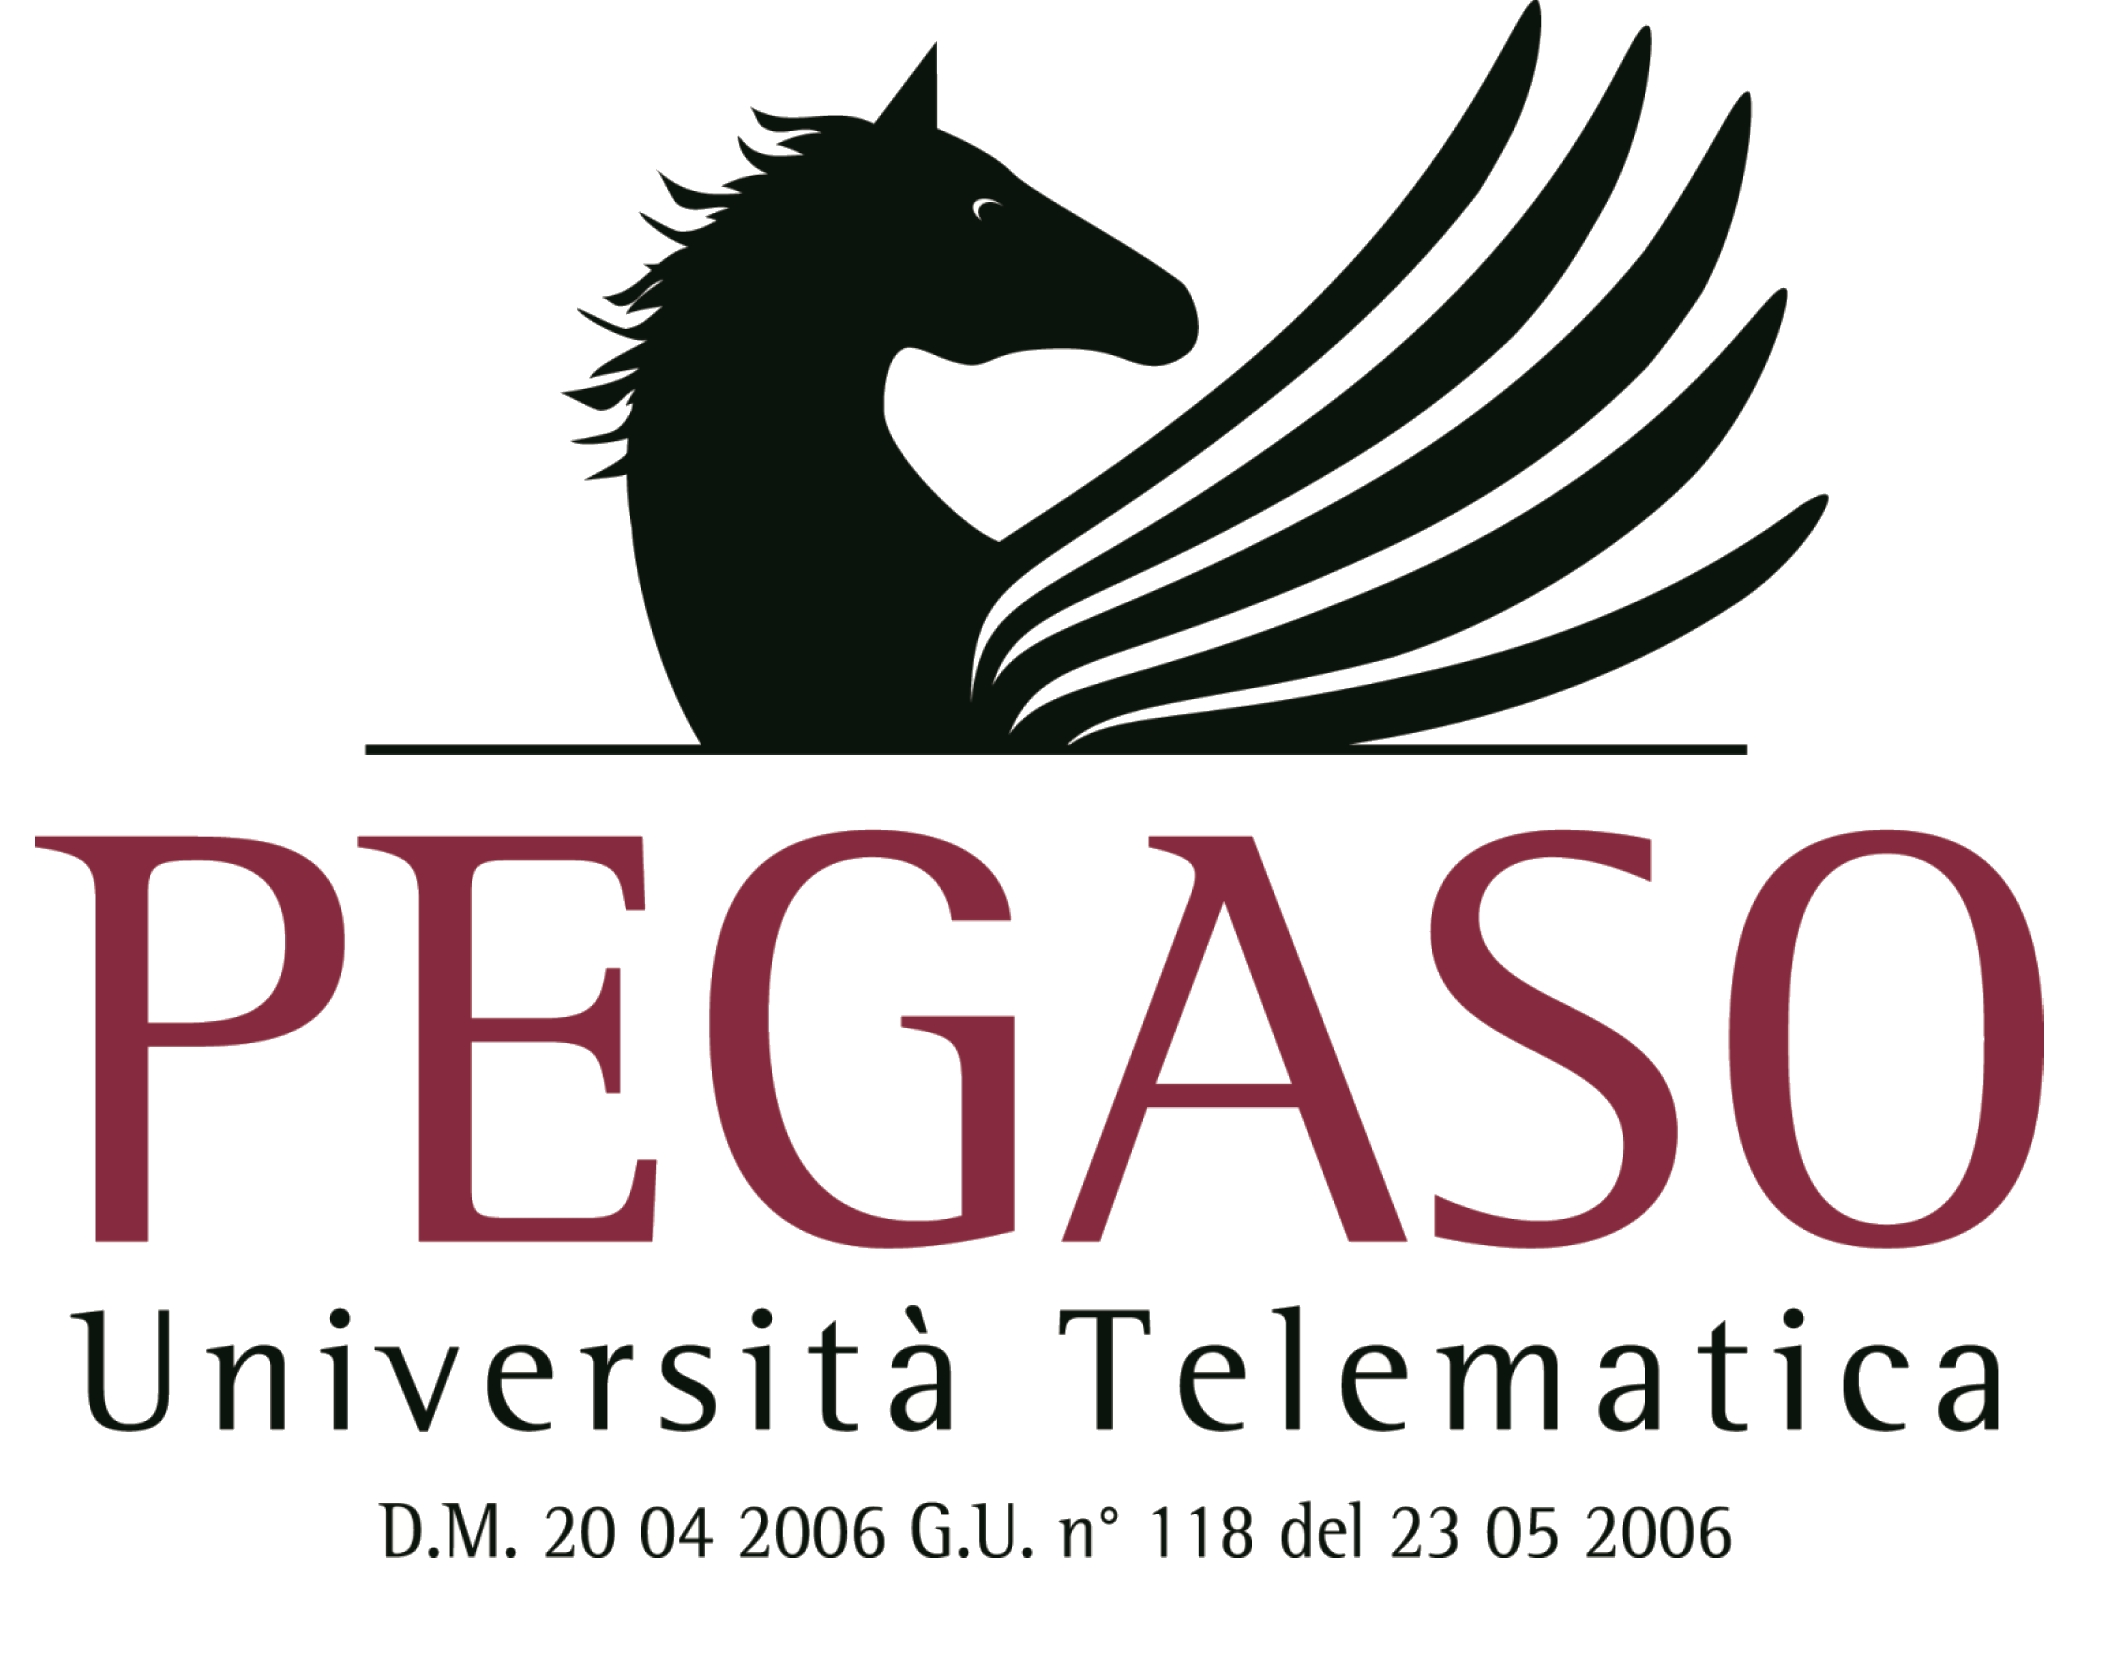 PEGASO
Università Telematica
D.M. 20 04 2006 G.U. n° 118 del 23 05 2006